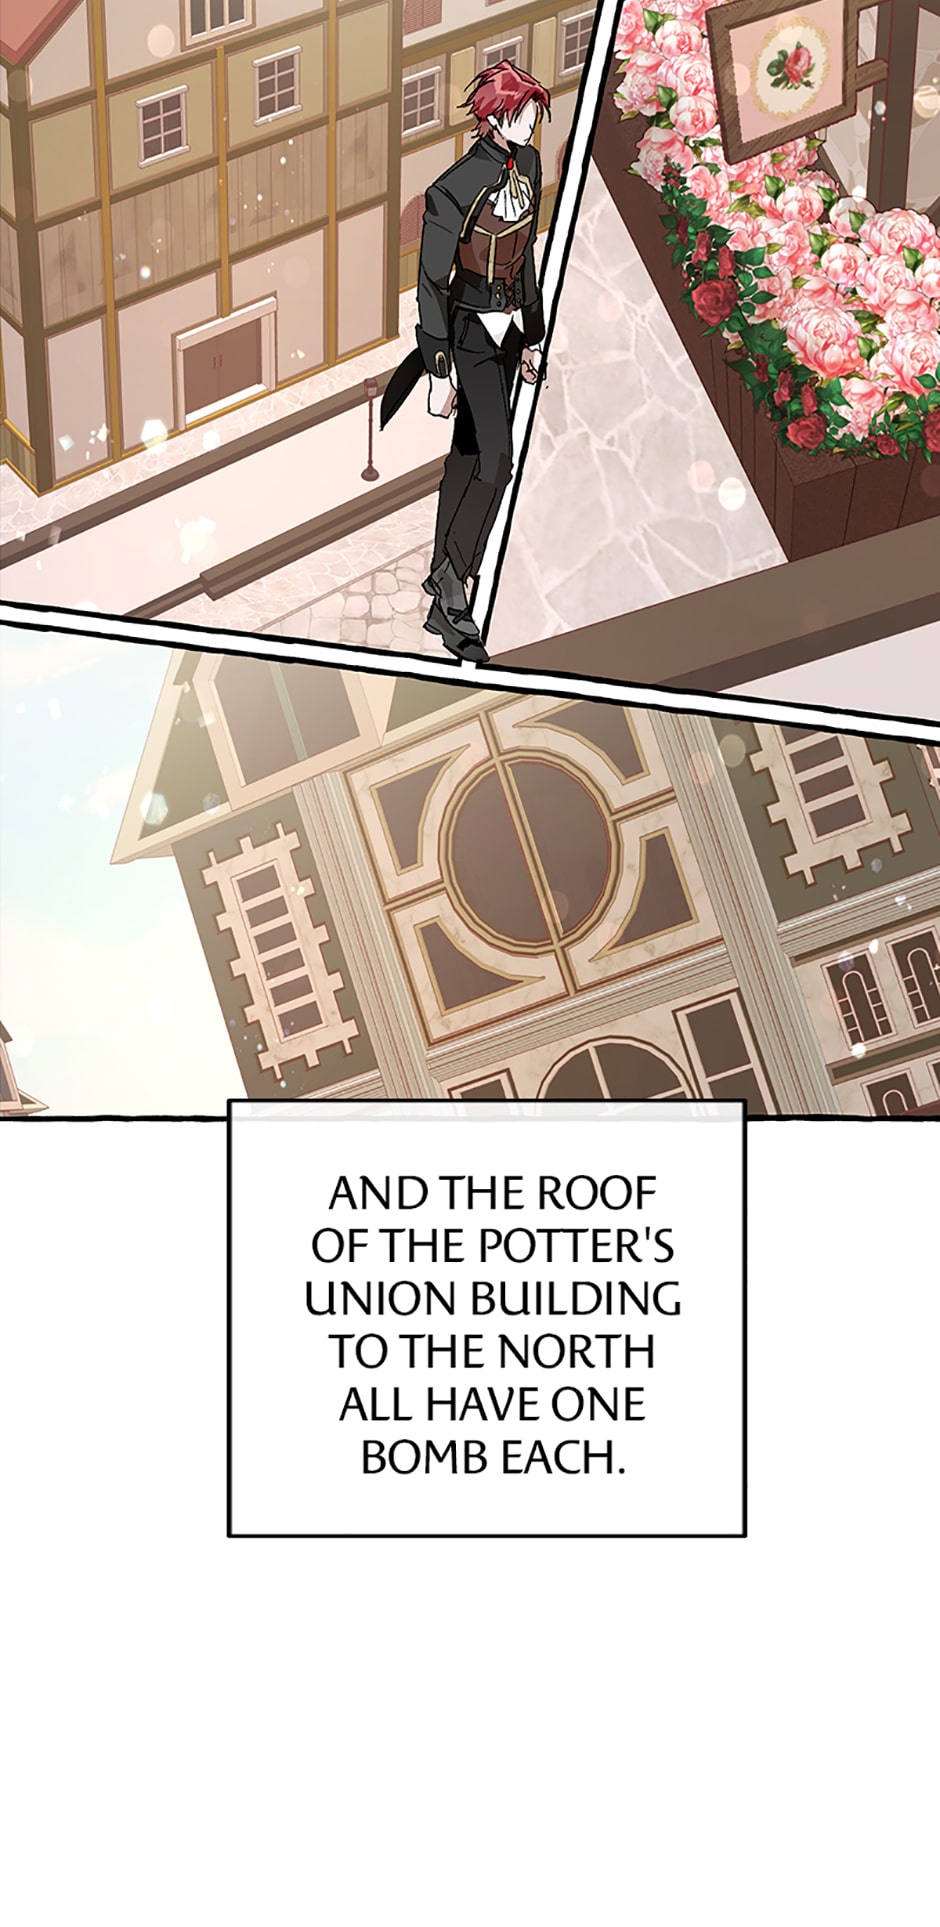 AND THE ROOF
OF THE POTTER'S
UNION BUILDING
TO THE NORTH
ALL HAVE ONE
BOMB EACH.